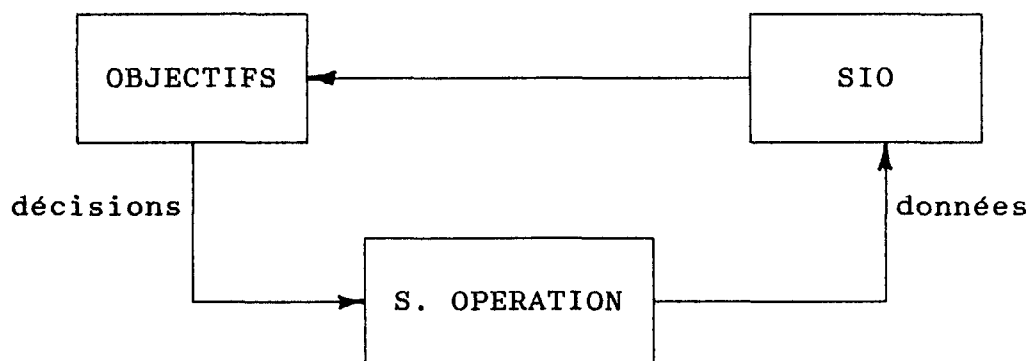 OBJECTIFS
SIO
décisions
données
S. OPERATION